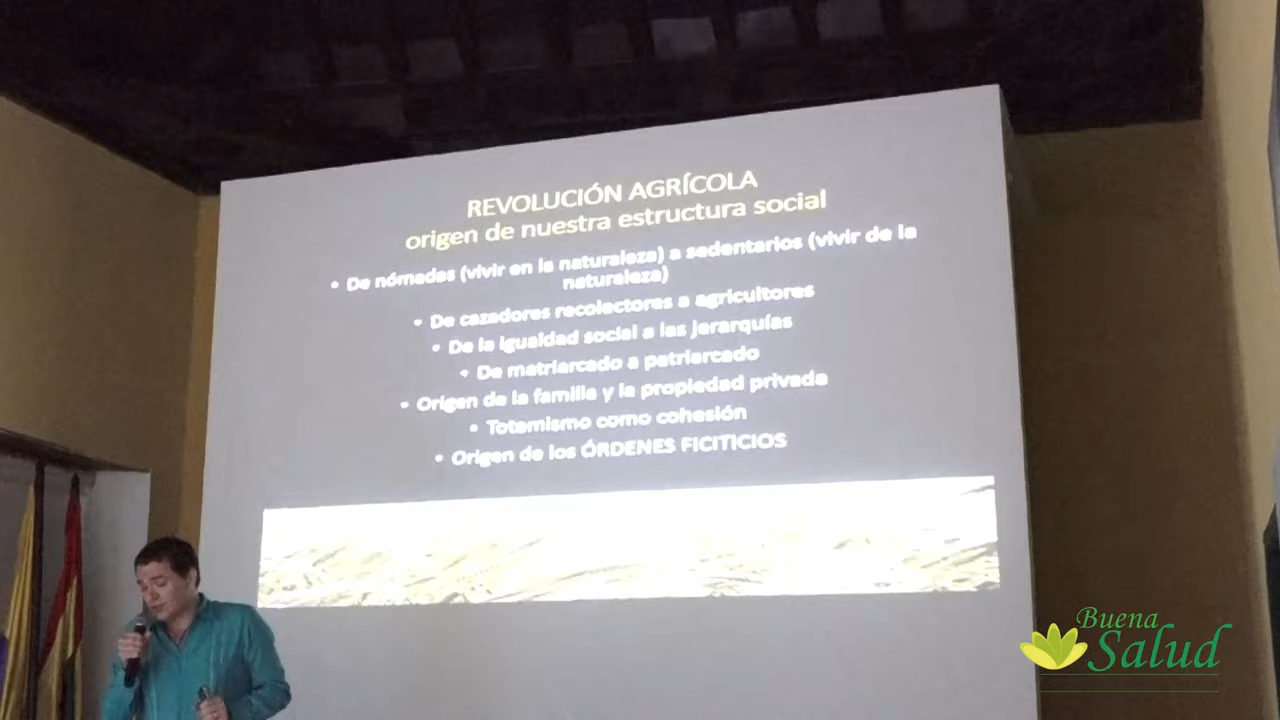 REVOLUCIÓN AGRÍCOLA
origen de nuestra estructura social
• De nómadas (vivir en la naturaleza) a sedentarios (vivir de la
naturaleza)
• De cazadores recolectores a agricultores
• De la igualdad social a las jerarquías
• De matriarcado a patriarcado
• Origen de la familia y la propiedad privada
• Totemismo como cohesión
• Origen de los ÓRDENES FICITICIOS
Buena
Salud